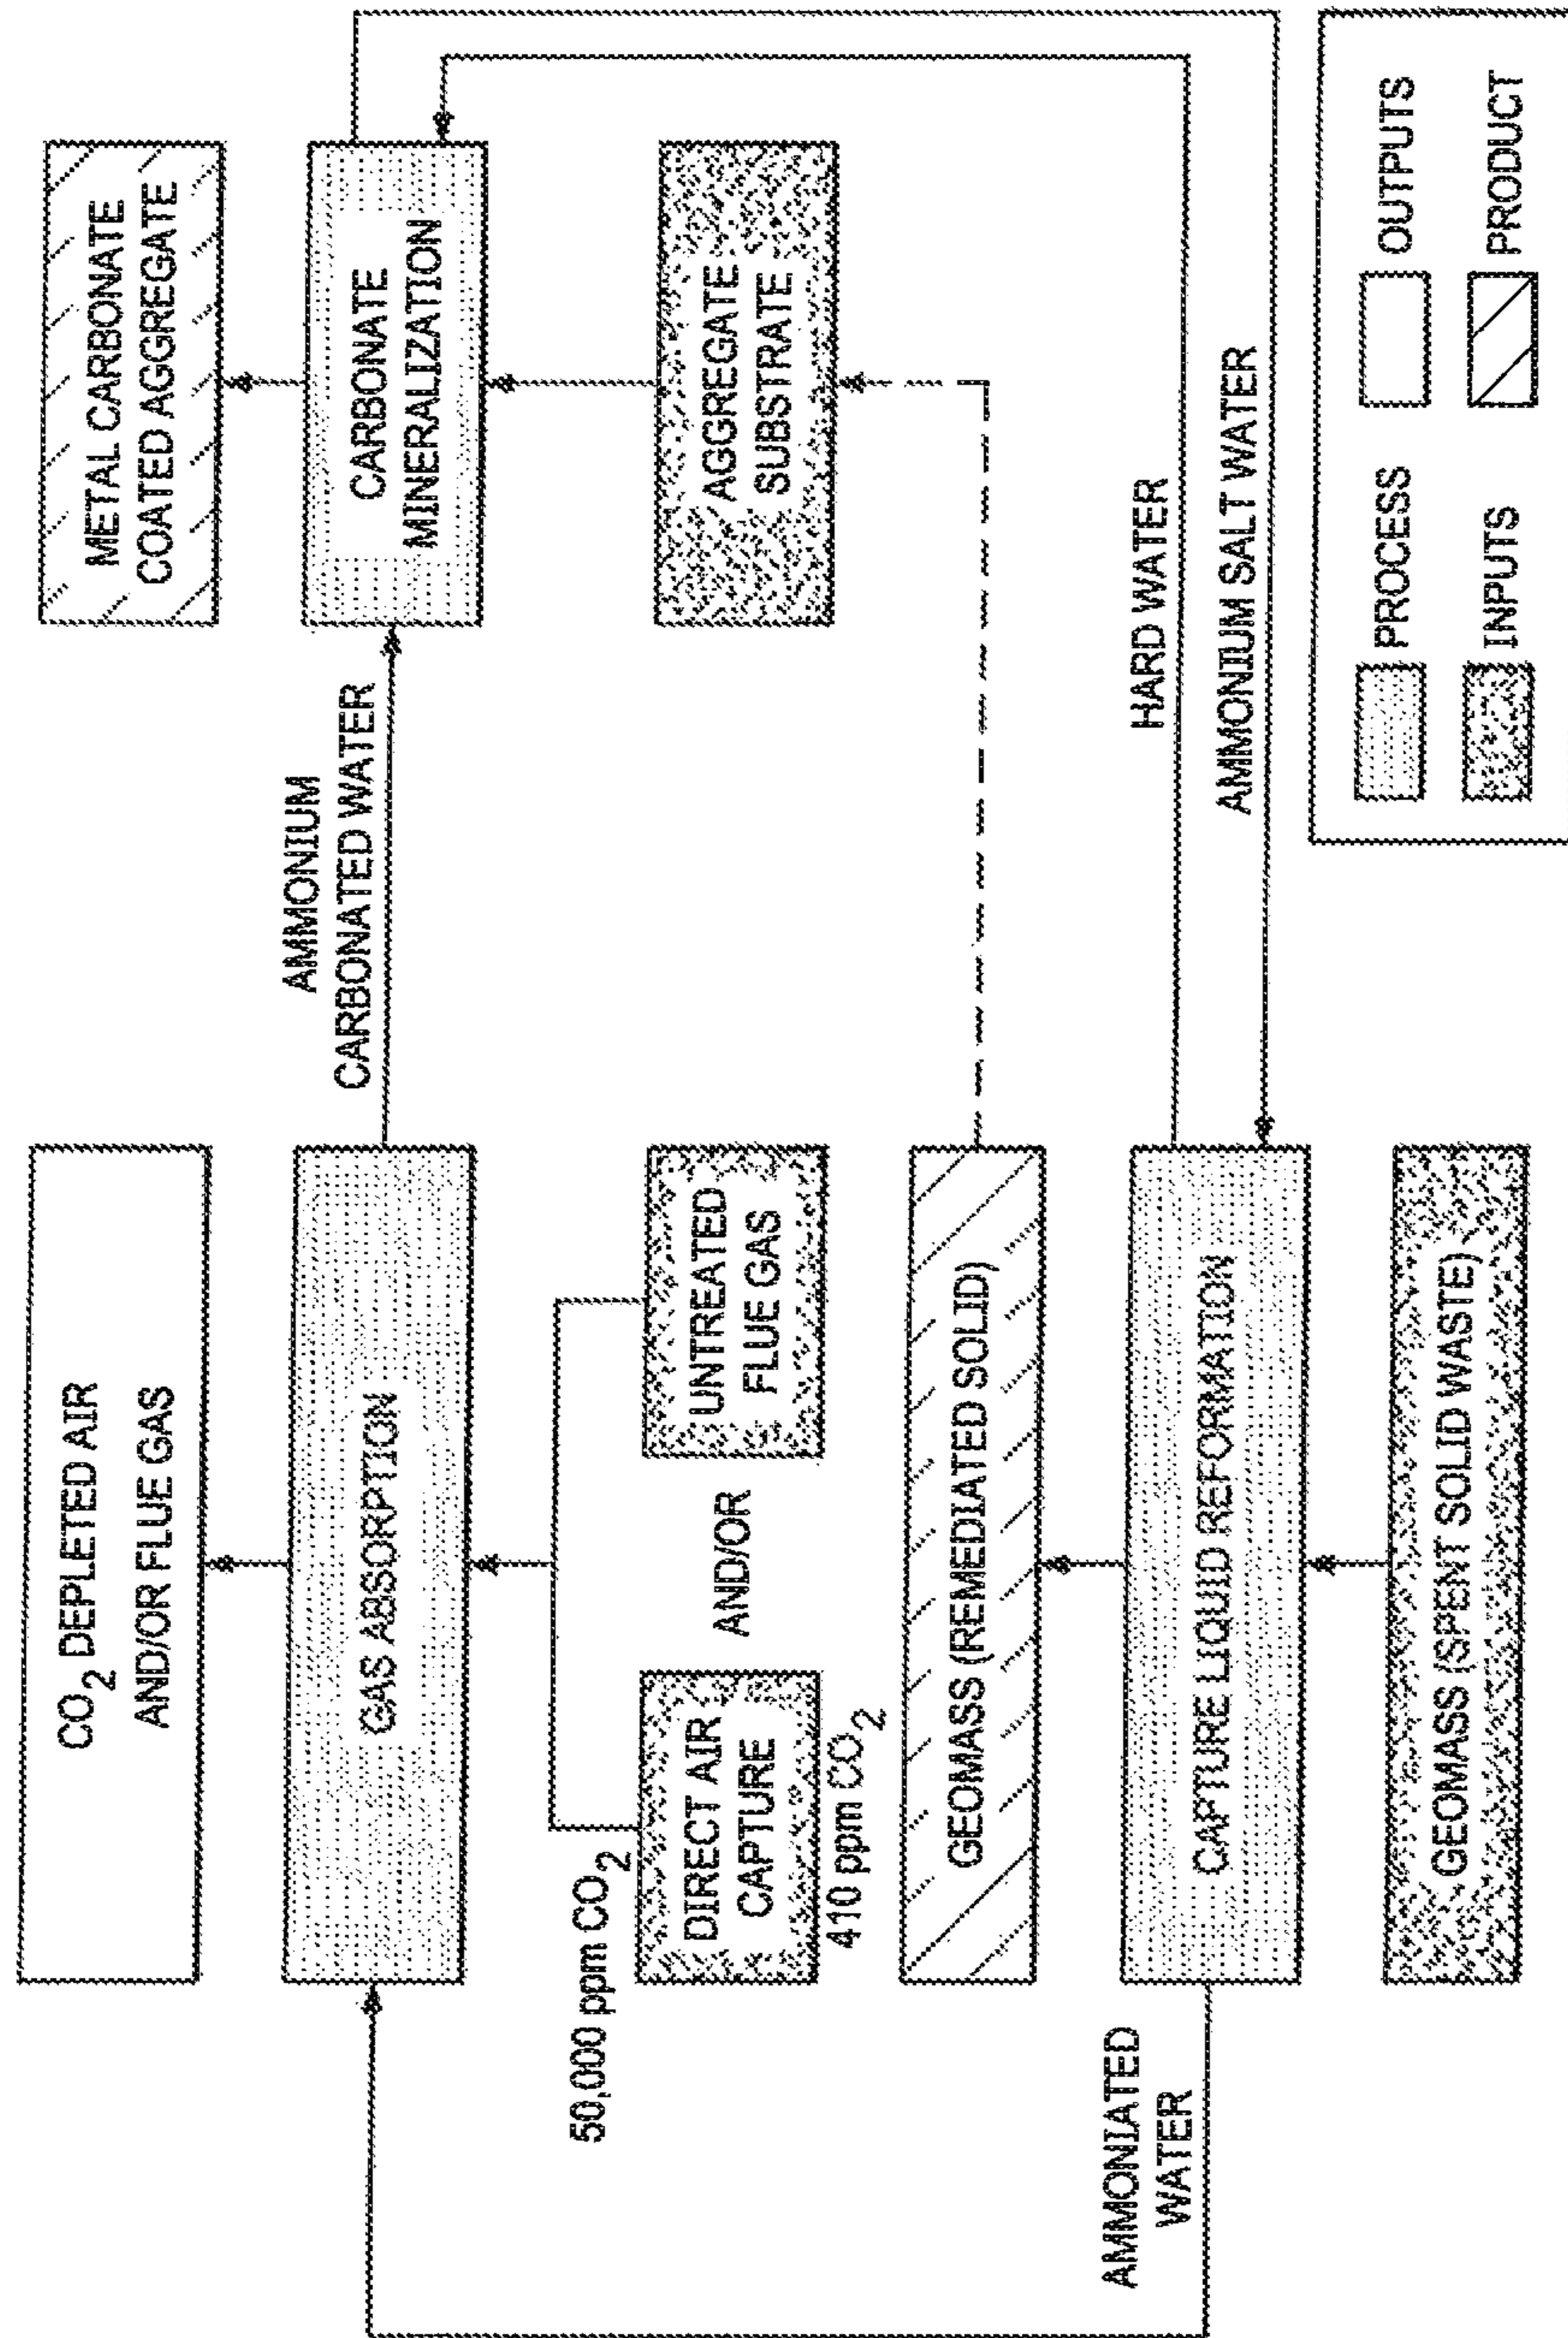 CO2 DEPLETED AIR
AND/OR FLUE GAS
METAL CARBONATE
COATED AGGREGATE
GAS ABSORPTION
AMMONIUM
CARBONATED WATER
CARBONATE
MINERALIZATION
50,000 ppm CO2
DIRECT AIR
CAPTURE
410 ppm CO2
AND/OR
UNTREATED
FLUE GAS
AGGREGATE
SUBSTRATE
GEOMASS (REMEDIATED SOLID)
AMMONIATED
WATER
CAPTURE LIQUID REFORMATION
HARD WATER
AMMONIUM SALT WATER
GEOMASS (SPENT SOLID WASTE)
PROCESS
OUTPUTS
INPUTS
PRODUCT